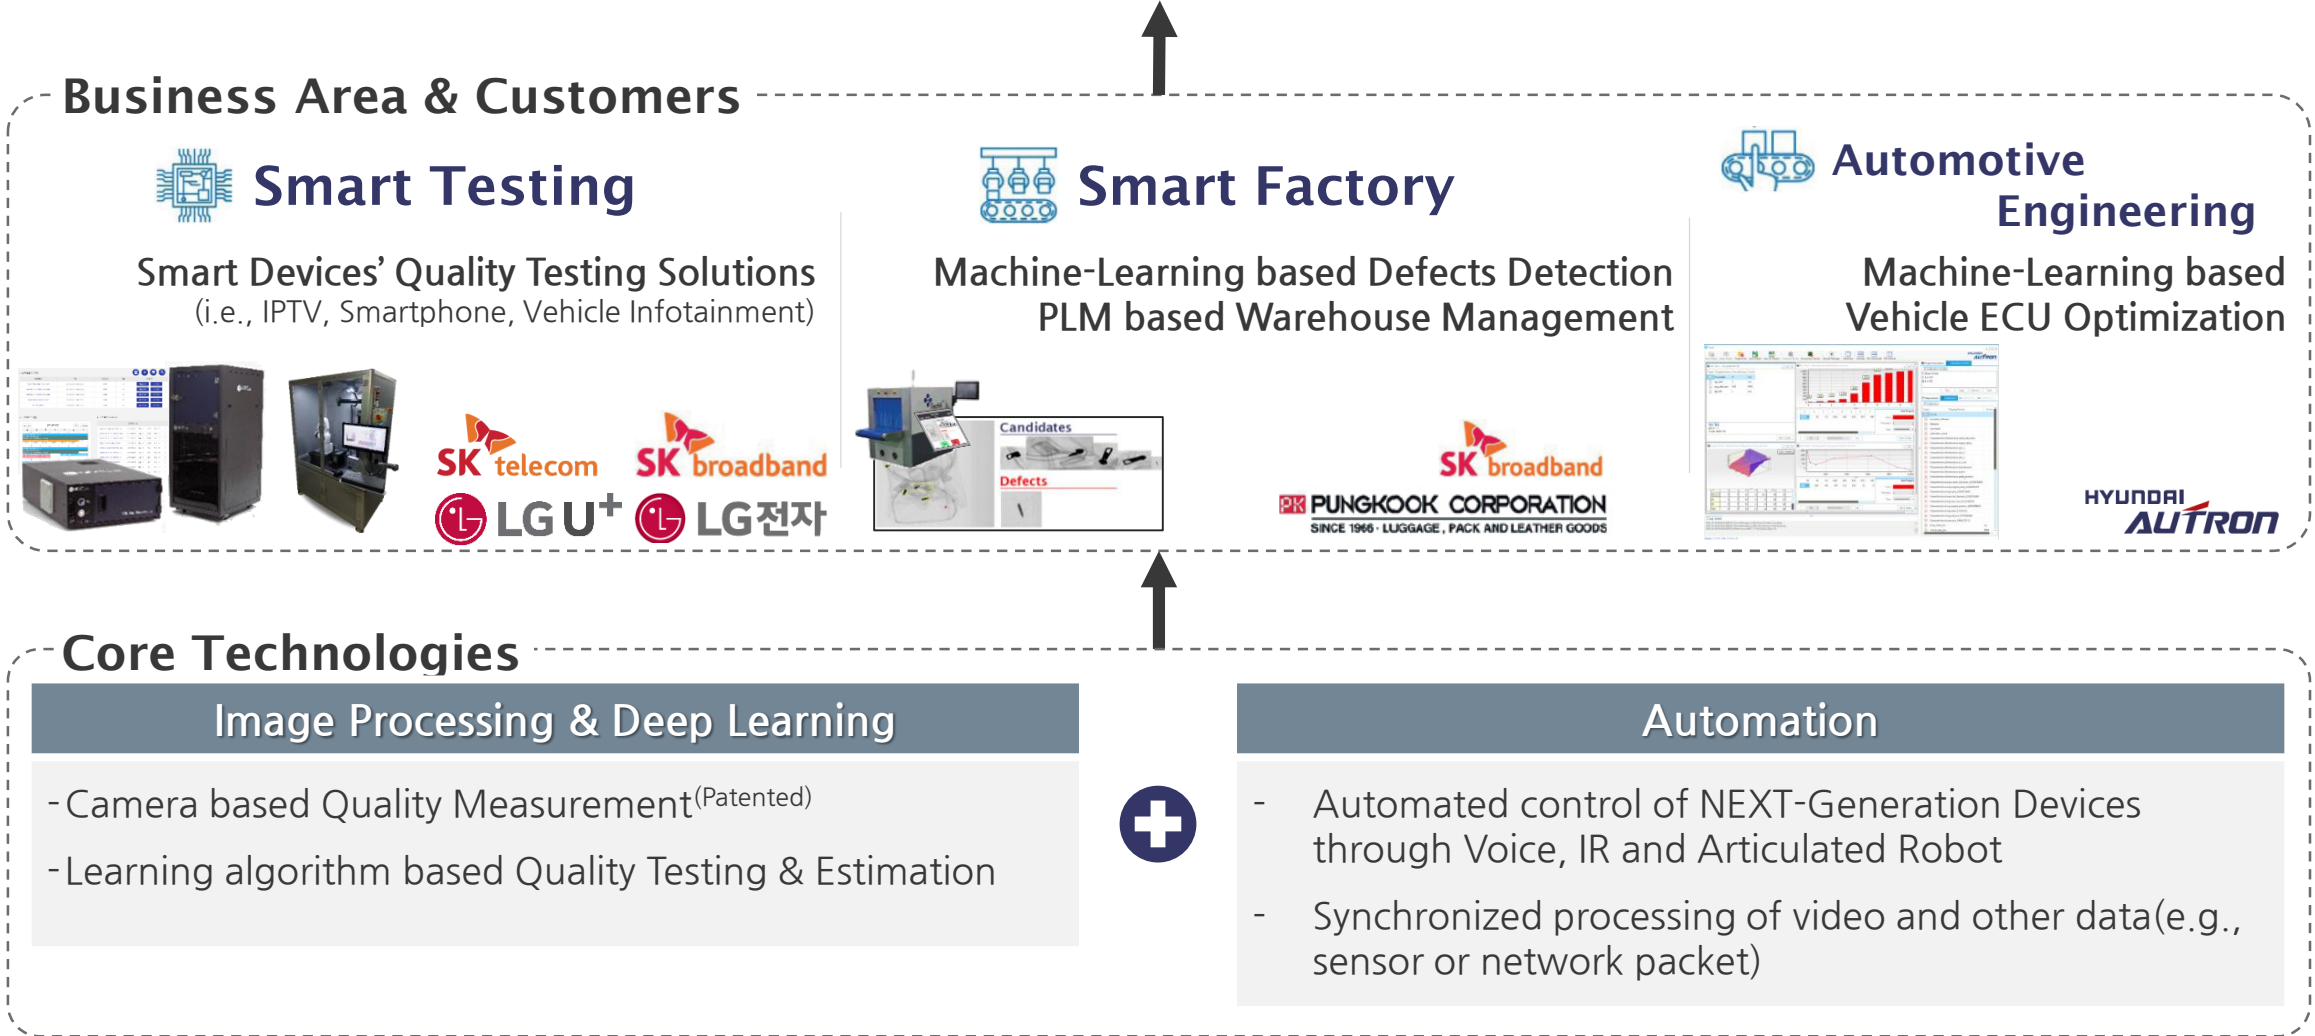 Business Area & Customers
Smart Testing
Smart Devices’ Quality Testing Solutions
(i.e., IPTV, Smartphone, Vehicle Infotainment)
SK telecom
SK broadband
LG U+
LG전자
Smart Factory
Machine-Learning based Defects Detection
PLM based Warehouse Management
Candidates
Defects
SK broadband
PK PUNGKOOK CORPORATION
SINCE 1966 · LUGGAGE, PACK AND LEATHER GOODS
Automotive
Engineering
Machine-Learning based
Vehicle ECU Optimization
HYUNDAI
AUTRON
Core Technologies
Image Processing & Deep Learning
- Camera based Quality Measurement(Patented)
- Learning algorithm based Quality Testing & Estimation
Automation
- Automated control of NEXT-Generation Devices
through Voice, IR and Articulated Robot
- Synchronized processing of video and other data(e.g.,
sensor or network packet)